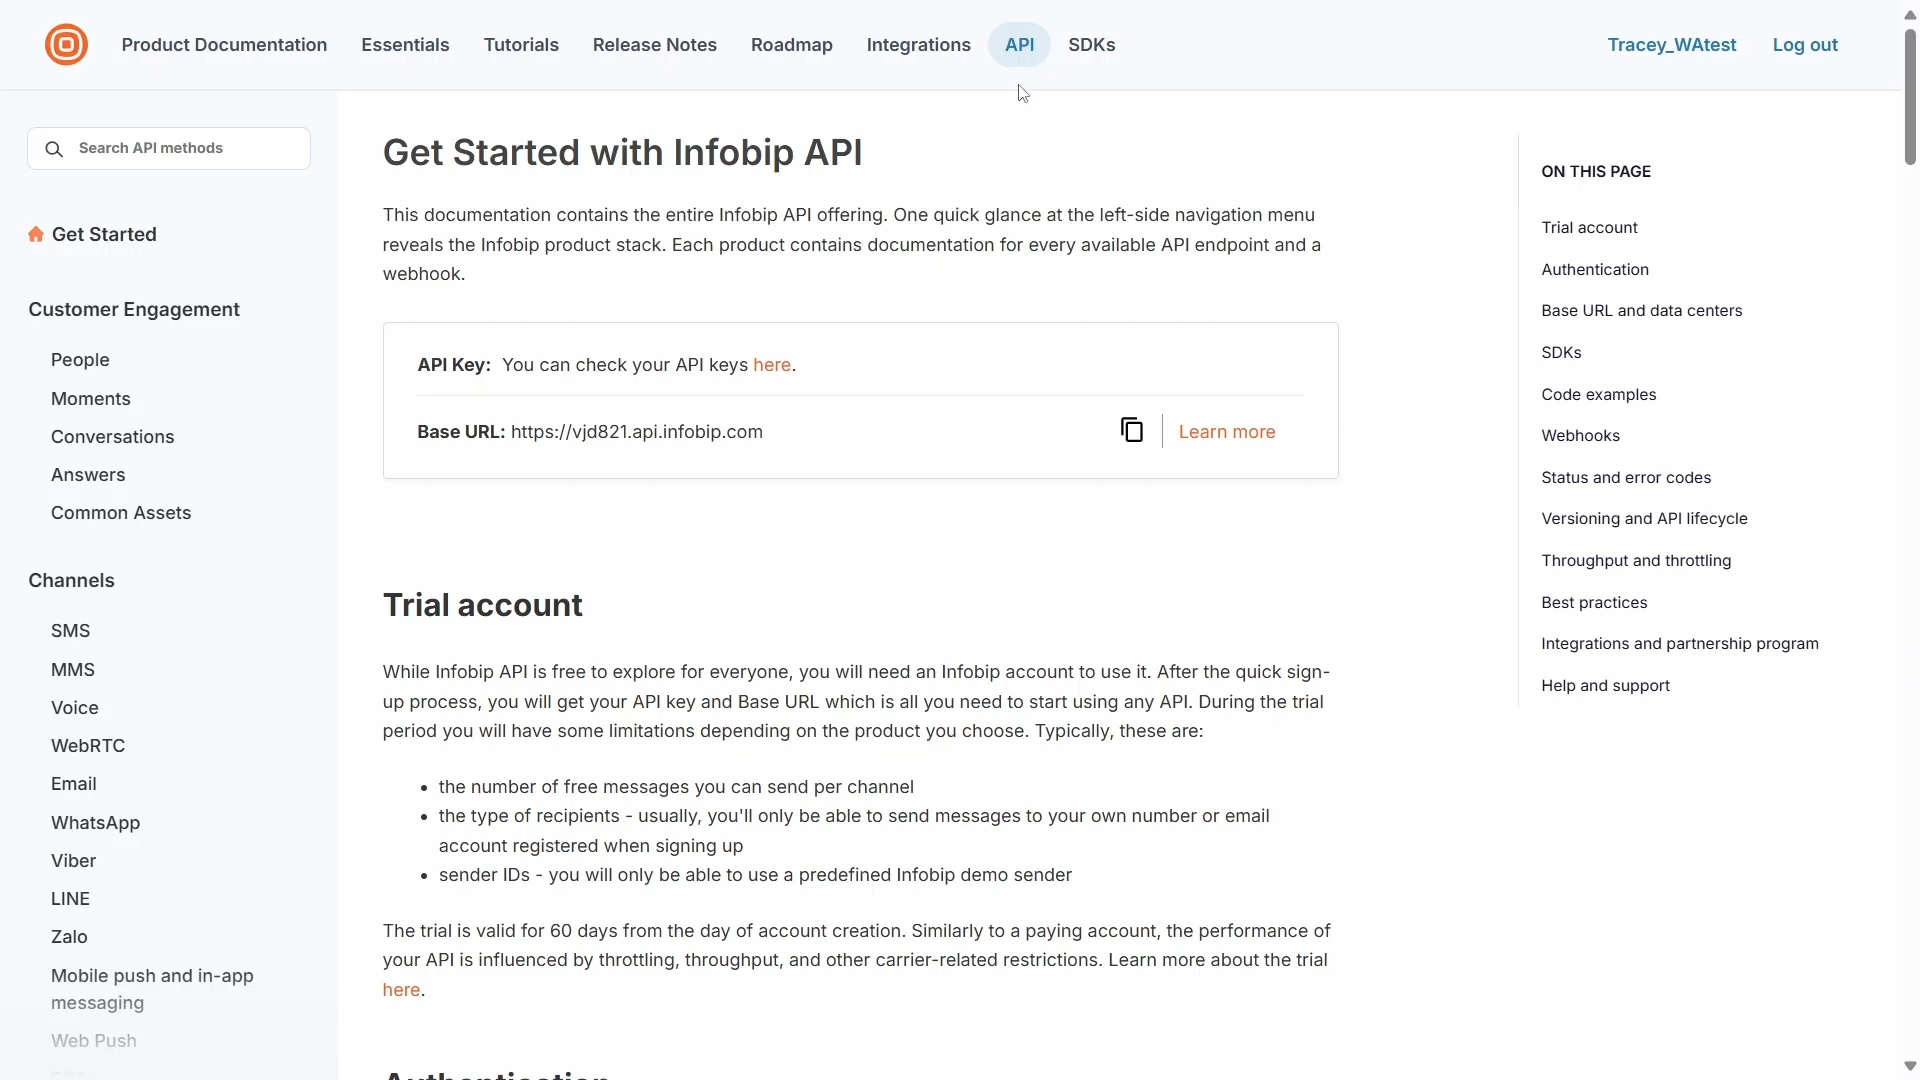 Product Documentation
Essentials
Tutorials
Release Notes
Roadmap
Integrations
API
SDKs
Tracey_WAtest
Log out
Search API methods
Get Started
Customer Engagement
People
Moments
Conversations
Answers
Common Assets
Channels
SMS
MMS
Voice
WebRTC
Email
WhatsApp
Viber
LINE
Zalo
Mobile push and in-app
messaging
Web Push
Get Started with Infobip API
This documentation contains the entire Infobip API offering. One quick glance at the left-side navigation menu
reveals the Infobip product stack. Each product contains documentation for every available API endpoint and a
webhook.
API Key: You can check your API keys here.
Base URL: https://vjd821.api.infobip.com
Learn more
Trial account
While Infobip API is free to explore for everyone, you will need an Infobip account to use it. After the quick sign-
up process, you will get your API key and Base URL which is all you need to start using any API. During the trial
period you will have some limitations depending on the product you choose. Typically, these are:
• the number of free messages you can send per channel
• the type of recipients - usually, you'll only be able to send messages to your own number or email
account registered when signing up
• sender IDs - you will only be able to use a predefined Infobip demo sender
The trial is valid for 60 days from the day of account creation. Similarly to a paying account, the performance of
your API is influenced by throttling, throughput, and other carrier-related restrictions. Learn more about the trial
here.
Authentication
ON THIS PAGE
Trial account
Authentication
Base URL and data centers
SDKs
Code examples
Webhooks
Status and error codes
Versioning and API lifecycle
Throughput and throttling
Best practices
Integrations and partnership program
Help and support